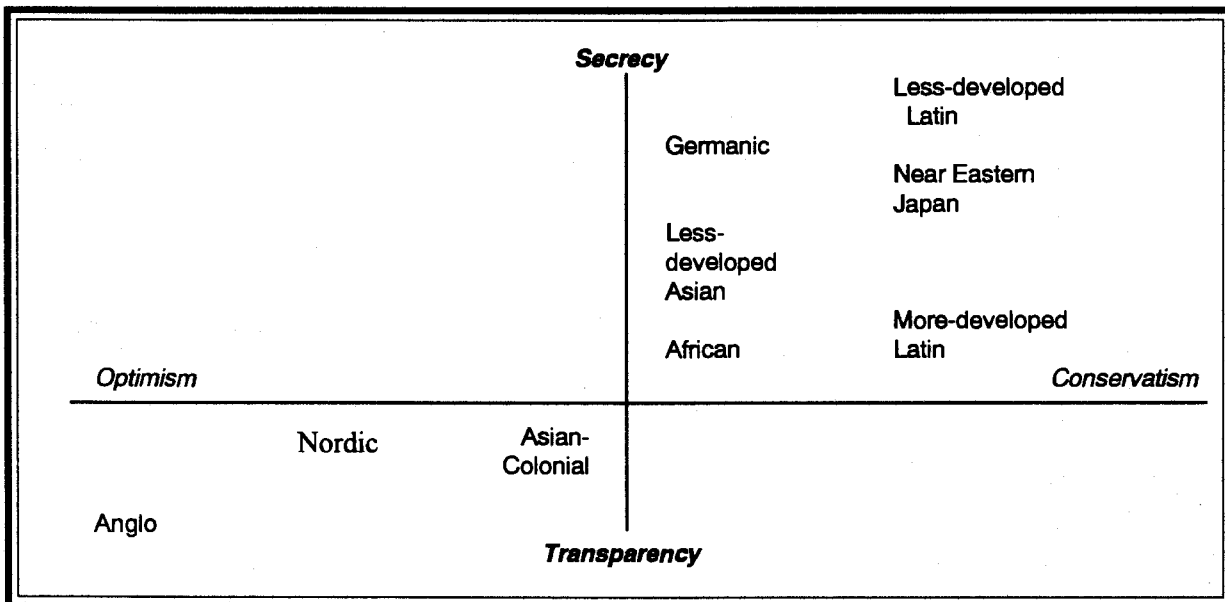 Secrecy
Less-developed
Latin
Germanic
Near Eastern
Japan
Less-
developed
Asian
More-developed
African
Latin
Optimism
Conservatism
Nordic
Asian-
Colonial
Anglo
Transparency